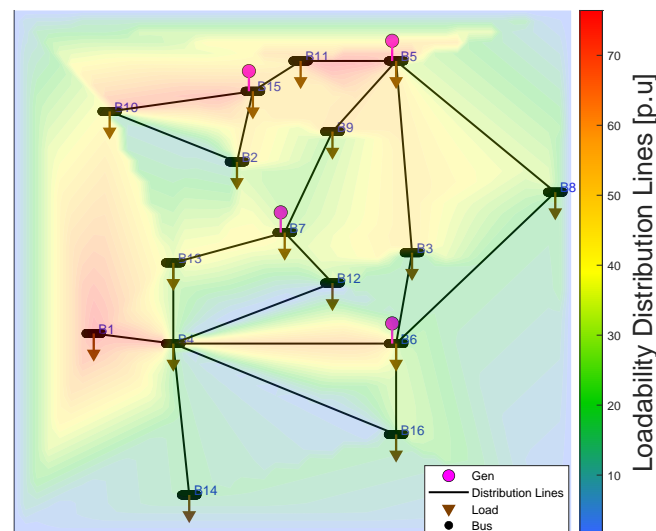 B11
B5
B15
B10
B9
B2
B8
B7
B3
B13
B12
B1
B4
B6
B16
B14
Gen
Distribution Lines
Load
Bus
70
60
50
40
30
20
10
Loadability Distribution Lines [p.u]